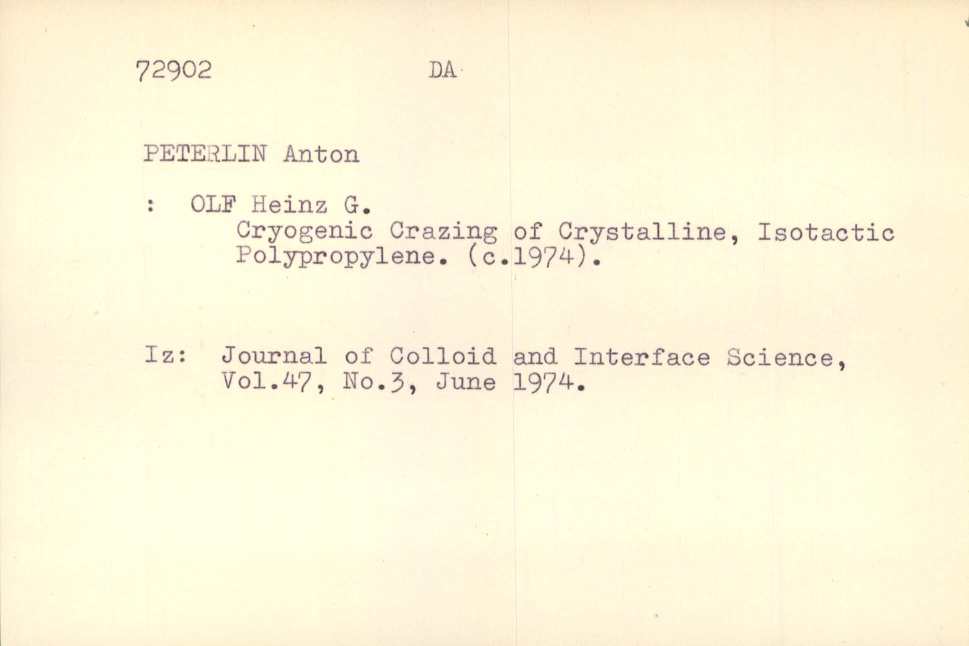 72902 DA
PETERLIN Anton
: OLF Heinz G.
Cryogenic Crazing of Crystalline, Isotactic
Polypropylene. (c.1974).
Iz: Journal of Colloid and Interface Science,
Vol.47, No.3, June 1974.